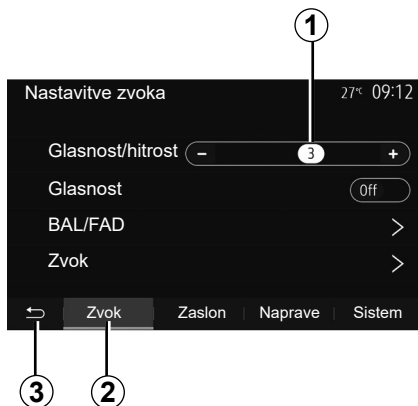 1
Nastavitve zvoka 27°C 09:12
Glasnost/hitrost - 3 +
Glasnost Off
BAL/FAD >
Zvok >
Zvok Zaslon Naprave Sistem
3 2